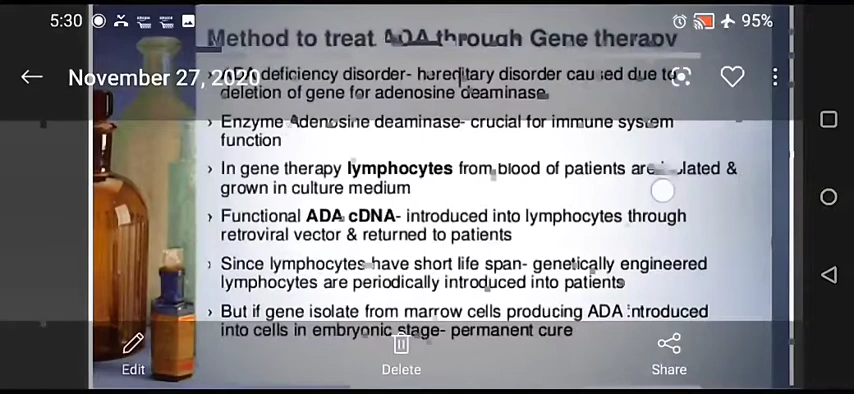 5:30
95%
Method to treat ADA through Gene therapy
November 27, 2020
deficiency disorder- hereditary disorder caused due to
deletion of gene for adenosine deaminase
› Enzyme Adenosine deaminase- crucial for immune system
function
› In gene therapy lymphocytes from blood of patients are isolated &
grown in culture medium
› Functional ADA cDNA- introduced into lymphocytes through
retroviral vector & returned to patients
› Since lymphocytes have short life span- genetically engineered
lymphocytes are periodically introduced into patients
› But if gene isolate from marrow cells producing ADA introduced
into cells in embryonic stage- permanent cure
Edit
Delete
Share